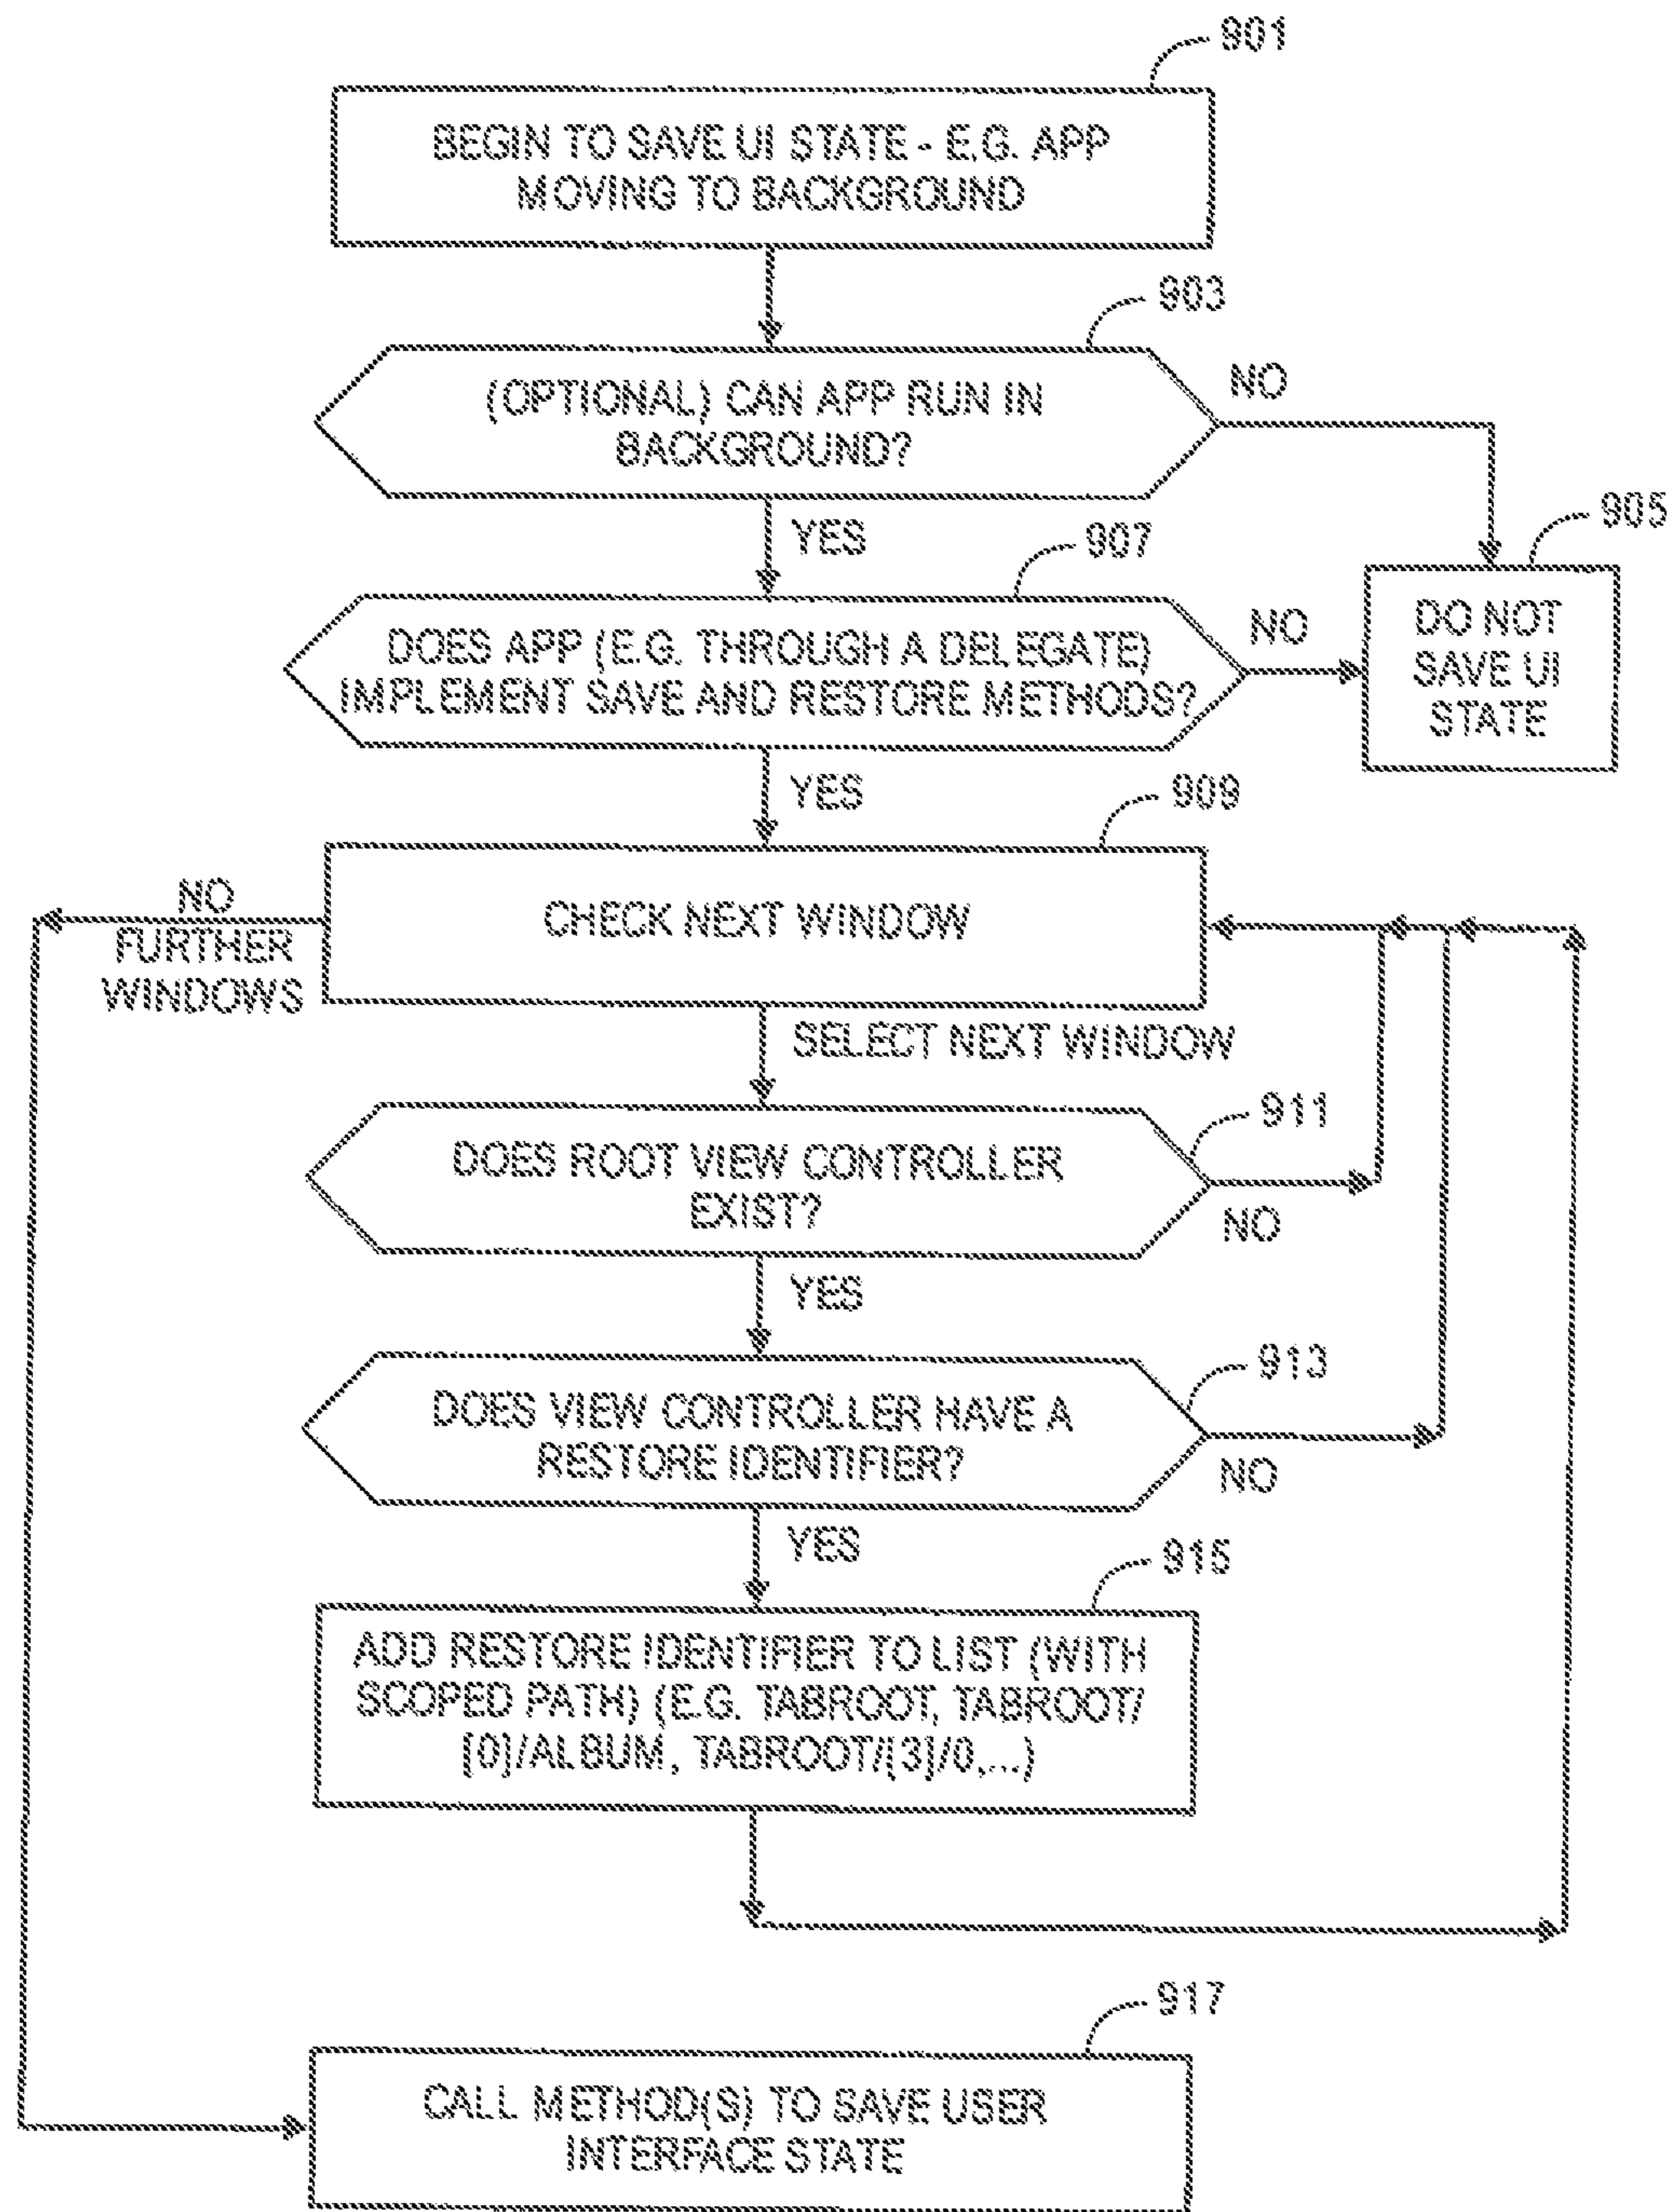 901
BEGIN TO SAVE UI STATE - E.G. APP
MOVING TO BACKGROUND
903
(OPTIONAL) CAN APP RUN IN
BACKGROUND?
NO
YES
905
DO NOT
SAVE UI
STATE
907
DOES APP (E.G. THROUGH A DELEGATE)
IMPLEMENT SAVE AND RESTORE METHODS?
NO
YES
909
CHECK NEXT WINDOW
NO
FURTHER
WINDOWS
SELECT NEXT WINDOW
911
DOES ROOT VIEW CONTROLLER
EXIST?
NO
YES
913
DOES VIEW CONTROLLER HAVE A
RESTORE IDENTIFIER?
NO
YES
915
ADD RESTORE IDENTIFIER TO LIST (WITH
SCOPED PATH) (E.G. TABROOT, TABROOT/
[0]/ALBUM, TABROOT/[3]/0,...)
917
CALL METHOD(S) TO SAVE USER
INTERFACE STATE